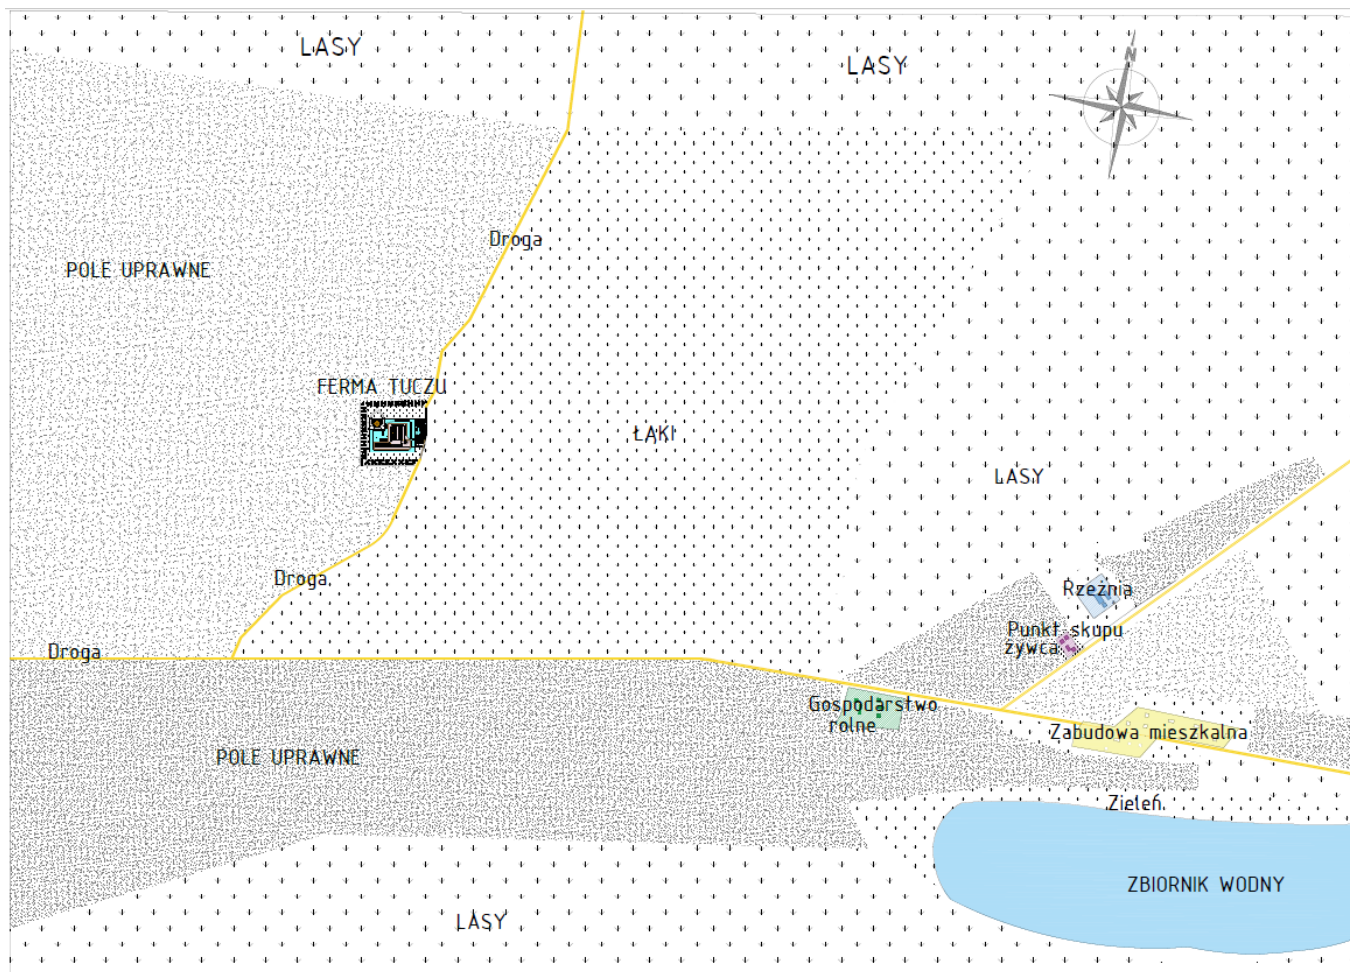 LASY
LASY
N
Droga
POLE UPRAWNE
FERMA TUCZU
ŁĄKI
LASY
Droga
Rzeźnia
Punkt skupu
żywca
Droga
Gospodarstwo
rolne
Zabudowa mieszkalna
POLE UPRAWNE
Zieleń
ZBIORNIK WODNY
LASY